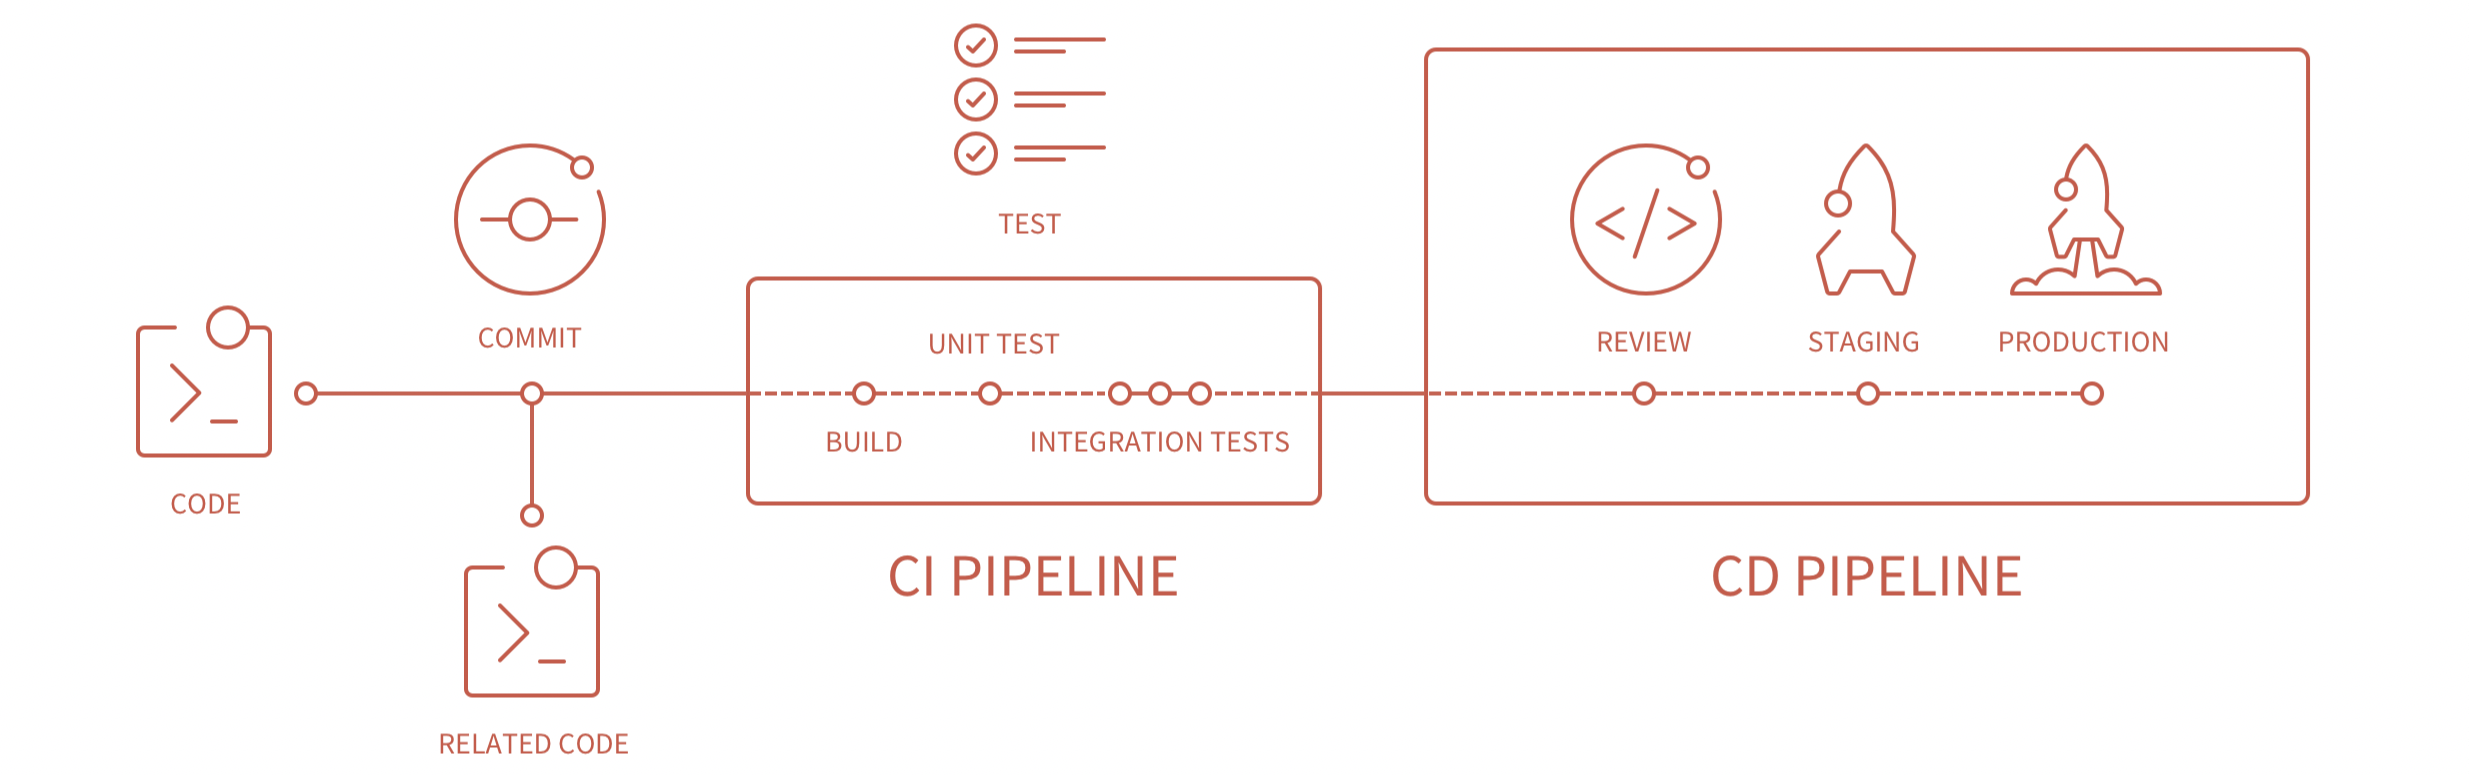 TEST
COMMIT
UNIT TEST
REVIEW
STAGING
PRODUCTION
BUILD
INTEGRATION TESTS
CODE
CI PIPELINE
CD PIPELINE
RELATED CODE